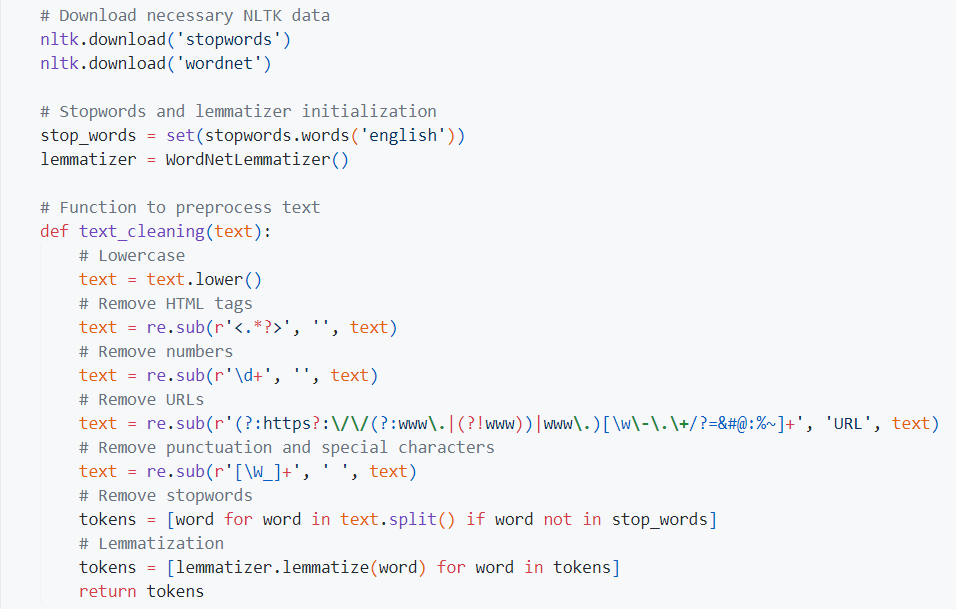 # Download necessary NLTK data
nltk.download('stopwords')
nltk.download('wordnet')

# Stopwords and lemmatizer initialization
stop_words = set(stopwords.words('english'))
lemmatizer = WordNetLemmatizer()

# Function to preprocess text
def text_cleaning(text):
    # Lowercase
    text = text.lower()
    # Remove HTML tags
    text = re.sub(r'<.*?>', '', text)
    # Remove numbers
    text = re.sub(r'\d+', '', text)
    # Remove URLs
    text = re.sub(r'(?:https?:\/\/(?:www\.|(?!www))|www\.)[\w\-\.\+/?=&#@:%~]+', 'URL', text)
    # Remove punctuation and special characters
    text = re.sub(r'[\W_]+', ' ', text)
    # Remove stopwords
    tokens = [word for word in text.split() if word not in stop_words]
    # Lemmatization
    tokens = [lemmatizer.lemmatize(word) for word in tokens]
    return tokens